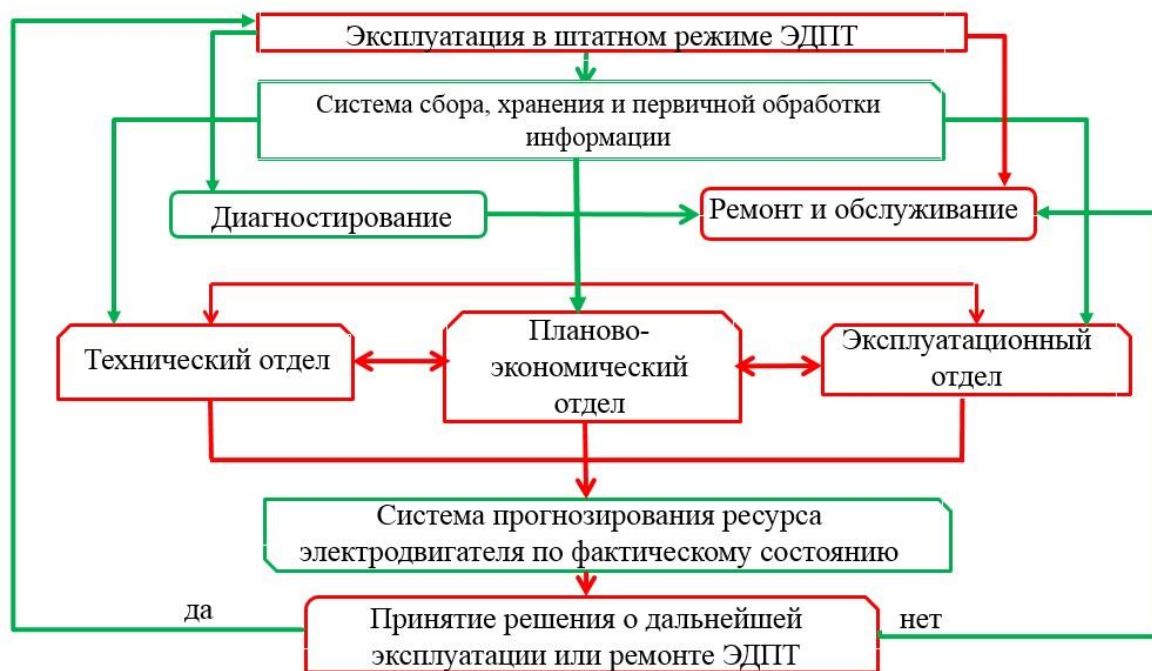 Эксплуатация в штатном режиме ЭДПТ
Система сбора, хранения и первичной обработки
информации
Диагностирование
Ремонт и обслуживание
Технический отдел
Планово-
экономический
отдел
Эксплуатационный
отдел
Система прогнозирования ресурса
электродвигателя по фактическому состоянию
да
Принятие решения о дальнейшей
эксплуатации или ремонте ЭДПТ
нет